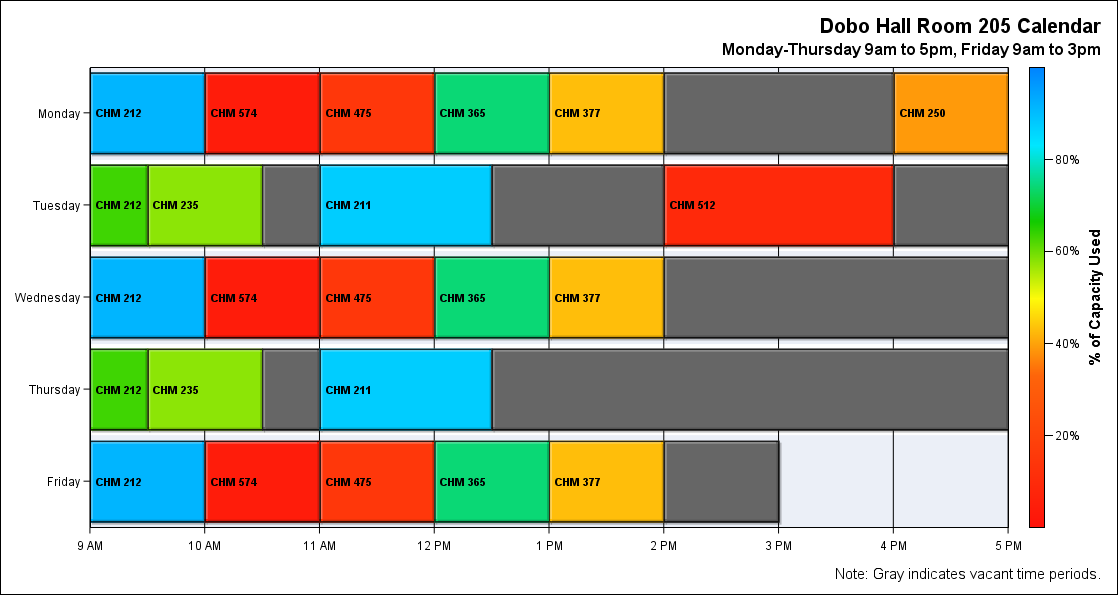 Dobo Hall Room 205 Calendar
Monday-Thursday 9am to 5pm, Friday 9am to 3pm
Monday
CHM 212
CHM 574
CHM 475
CHM 365
CHM 377
CHM 250
Tuesday
CHM 212
CHM 235
CHM 211
CHM 512
Wednesday
CHM 212
CHM 574
CHM 475
CHM 365
CHM 377
Thursday
CHM 212
CHM 235
CHM 211
Friday
CHM 212
CHM 574
CHM 475
CHM 365
CHM 377
9 AM
10 AM
11 AM
12 PM
1 PM
2 PM
3 PM
4 PM
5 PM
80%
60%
40%
20%
% of Capacity Used
Note: Gray indicates vacant time periods.